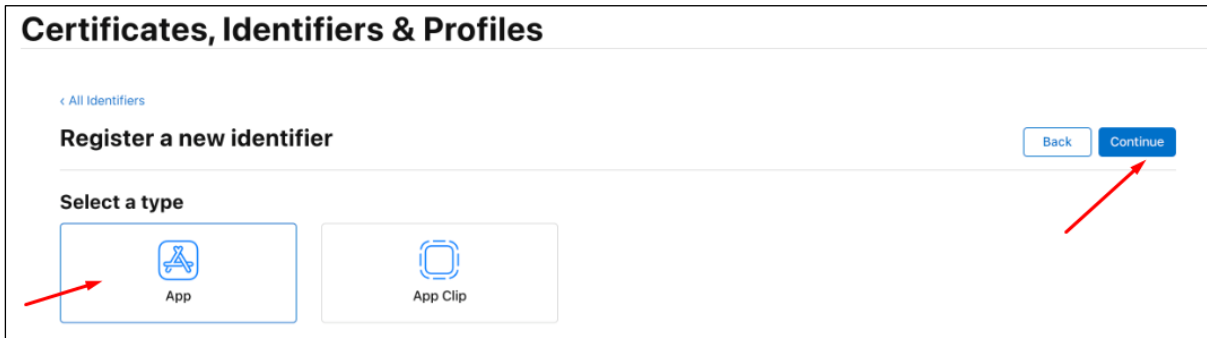 Certificates, Identifiers & Profiles
< All Identifiers
Register a new identifier
Back Continue
Select a type
App App Clip